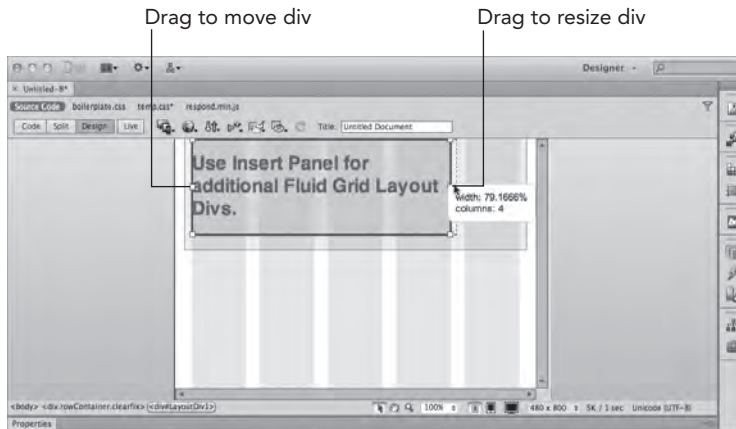 Drag to move div
Drag to resize div
Designer
Untitled-8*
Source Code boilerplate.css temp.css* respond.min.js
Code Split Design Live Title: Untitled Document
Use Insert Panel for
additional Fluid Grid Layout
Divs.
width: 79.1666%
columns: 4
<body> <div.rowContainer.clearfix> <div#LayoutDiv1> 100% 480 x 800 5K / 1 sec Unicode (UTF-8)
Properties